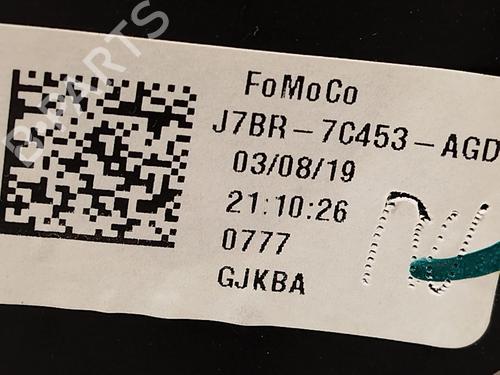 FoMoCo
J7BR-7C453-AGD
03/08/19
21:10:26
0777
GJKBA